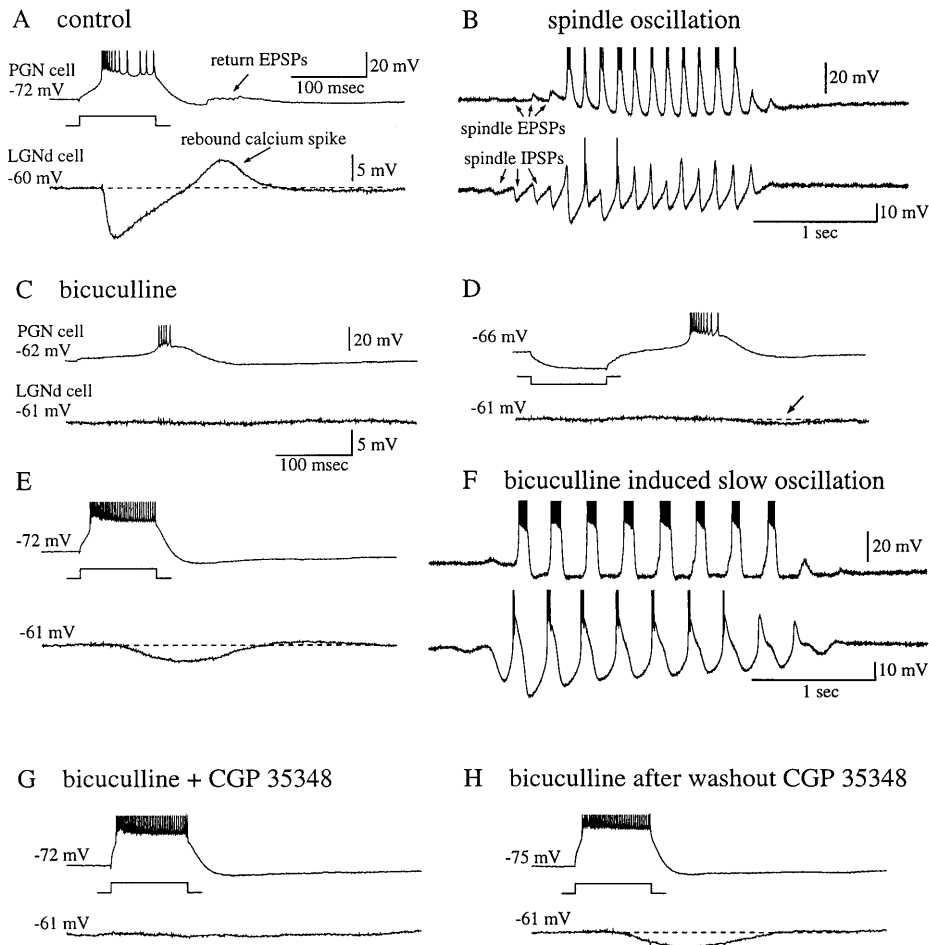 A control
PGN cell
-72 mV
return EPSPs
20 mV
100 msec
LGNd cell
-60 mV
rebound calcium spike
5 mV
B spindle oscillation
20 mV
spindle EPSPs
spindle IPSPs
10 mV
1 sec
C bicuculline
PGN cell
-62 mV
20 mV
LGNd cell
-61 mV
5 mV
100 msec
D
-66 mV
-61 mV
E
-72 mV
-61 mV
F bicuculline induced slow oscillation
20 mV
10 mV
1 sec
G bicuculline + CGP 35348
-72 mV
-61 mV
H bicuculline after washout CGP 35348
-75 mV
-61 mV